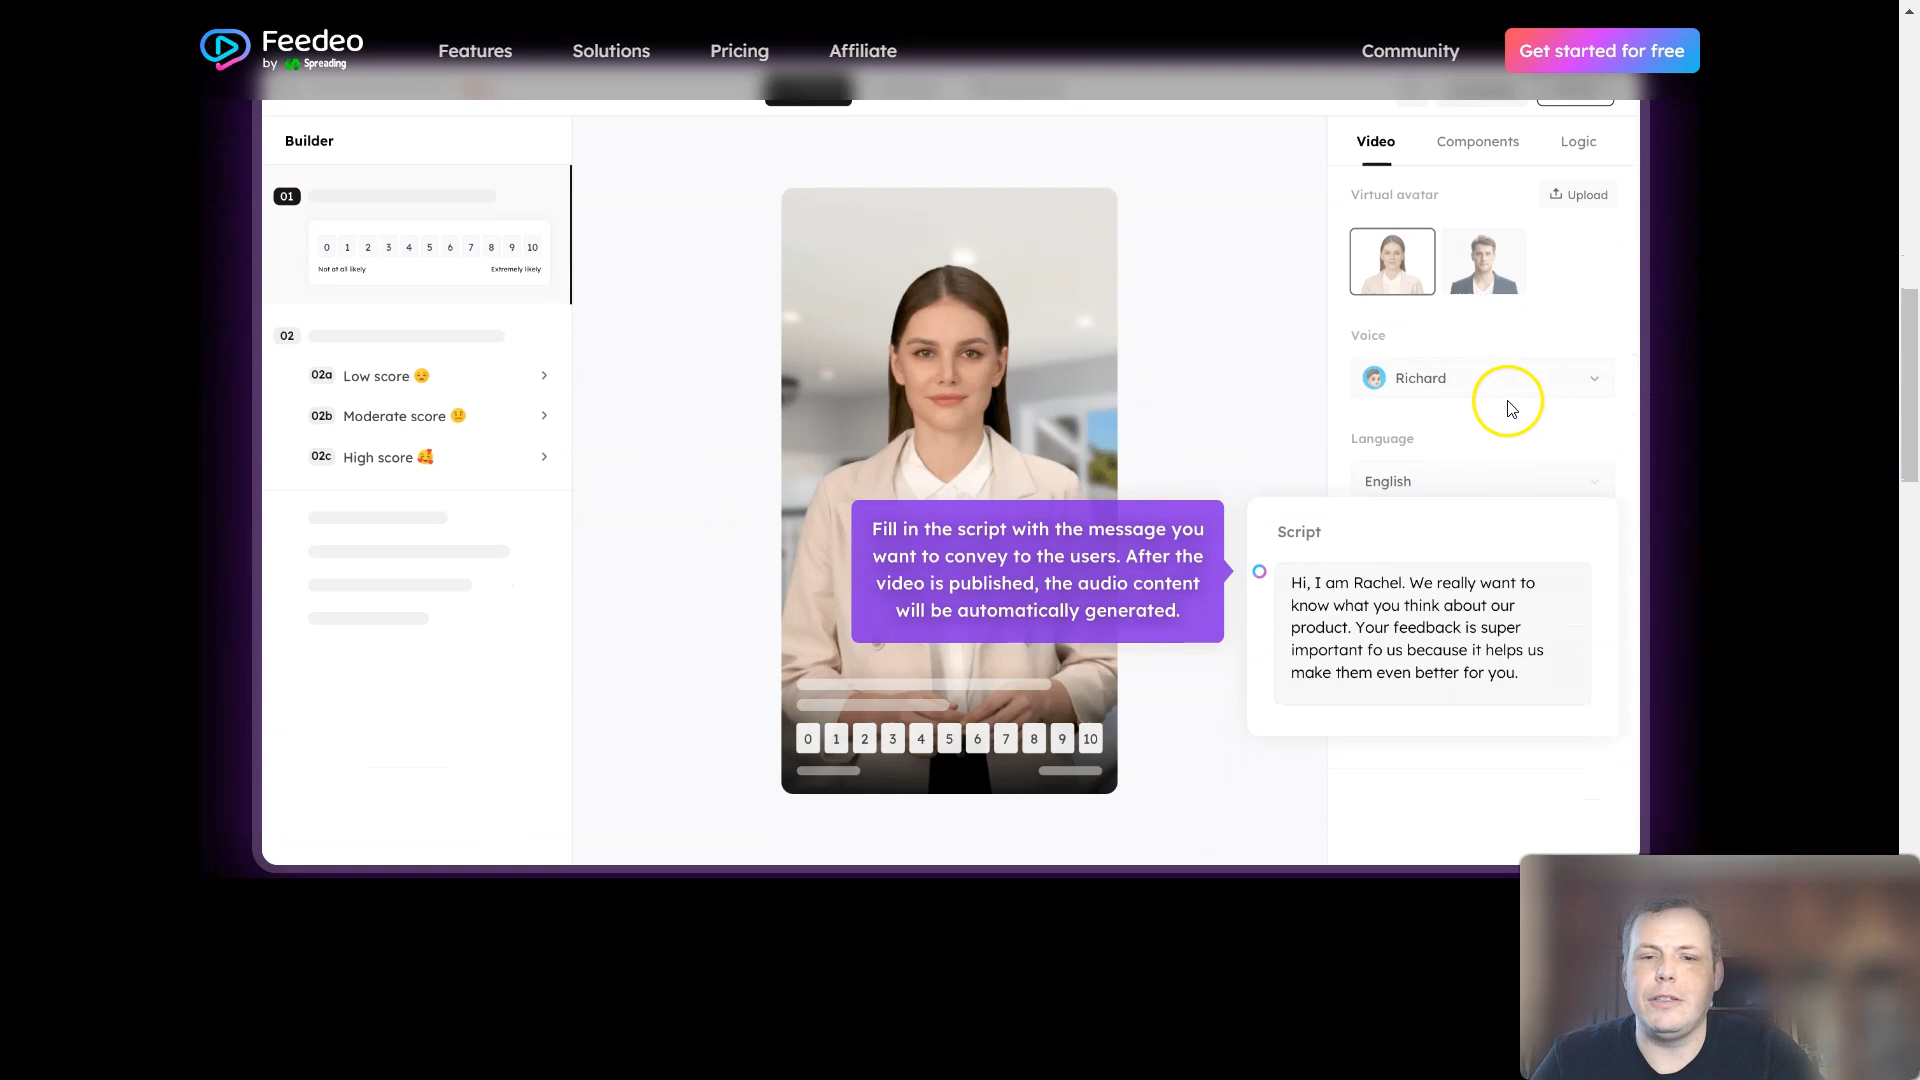 Feedeo
by Spreading
Features
Solutions
Pricing
Affiliate
Community
Get started for free
Builder
01
0 1 2 3 4 5 6 7 8 9 10
Not at all likely
Extremely likely
02
02a Low score
02b Moderate score
02c High score
Fill in the script with the message you
want to convey to the users. After the
video is published, the audio content
will be automatically generated.
0 1 2 3 4 5 6 7 8 9 10
Video
Components
Logic
Virtual avatar
Upload
Voice
Richard
Language
English
Script
Hi, I am Rachel. We really want to
know what you think about our
product. Your feedback is super
important fo us because it helps us
make them even better for you.